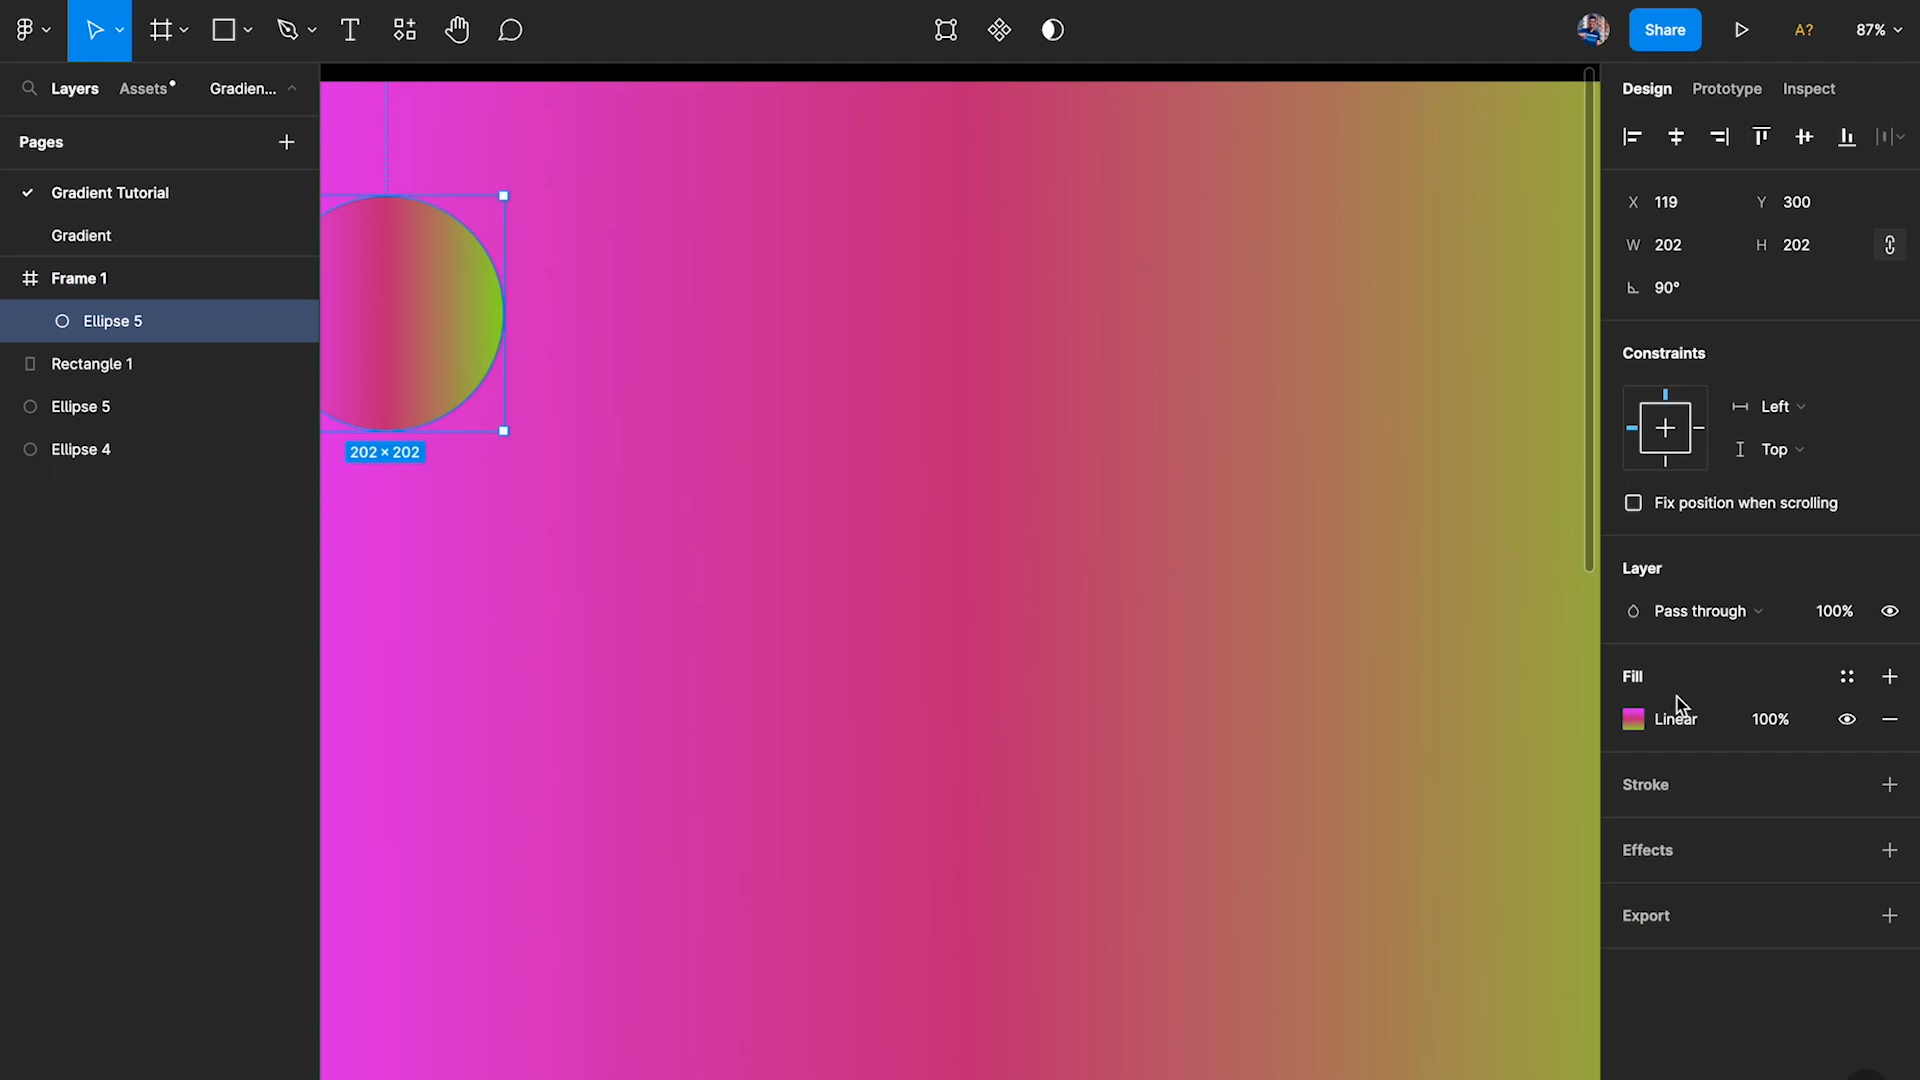 Share
A?
87%
Layers
Assets
Gradien...
Design
Prototype
Inspect
Pages
Gradient Tutorial
Gradient
Frame 1
Ellipse 5
Rectangle 1
Ellipse 5
Ellipse 4
202 × 202
X 119 Y 300
W 202 H 202
90°
Constraints
Left
Top
Fix position when scrolling
Layer
Pass through 100%
Fill
Linear 100%
Stroke
Effects
Export